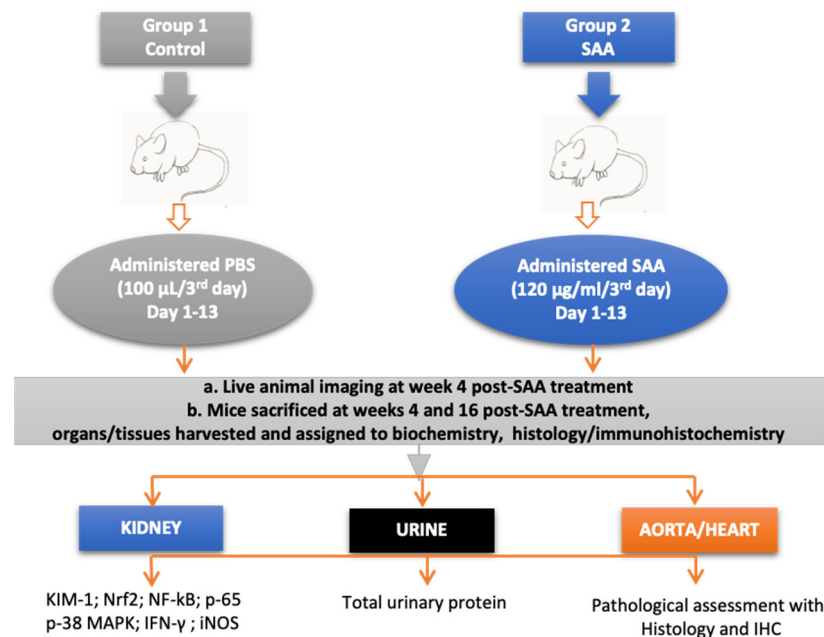 Group 1
Control
Group 2
SAA
Administered PBS
(100 µL/3rd day)
Day 1-13
Administered SAA
(120 µg/ml/3rd day)
Day 1-13
a. Live animal imaging at week 4 post-SAA treatment
b. Mice sacrificed at weeks 4 and 16 post-SAA treatment,
organs/tissues harvested and assigned to biochemistry, histology/immunohistochemistry
KIDNEY
URINE
AORTA/HEART
KIM-1; Nrf2; NF-kB; p-65
p-38 MAPK; IFN-γ ; iNOS
Total urinary protein
Pathological assessment with
Histology and IHC